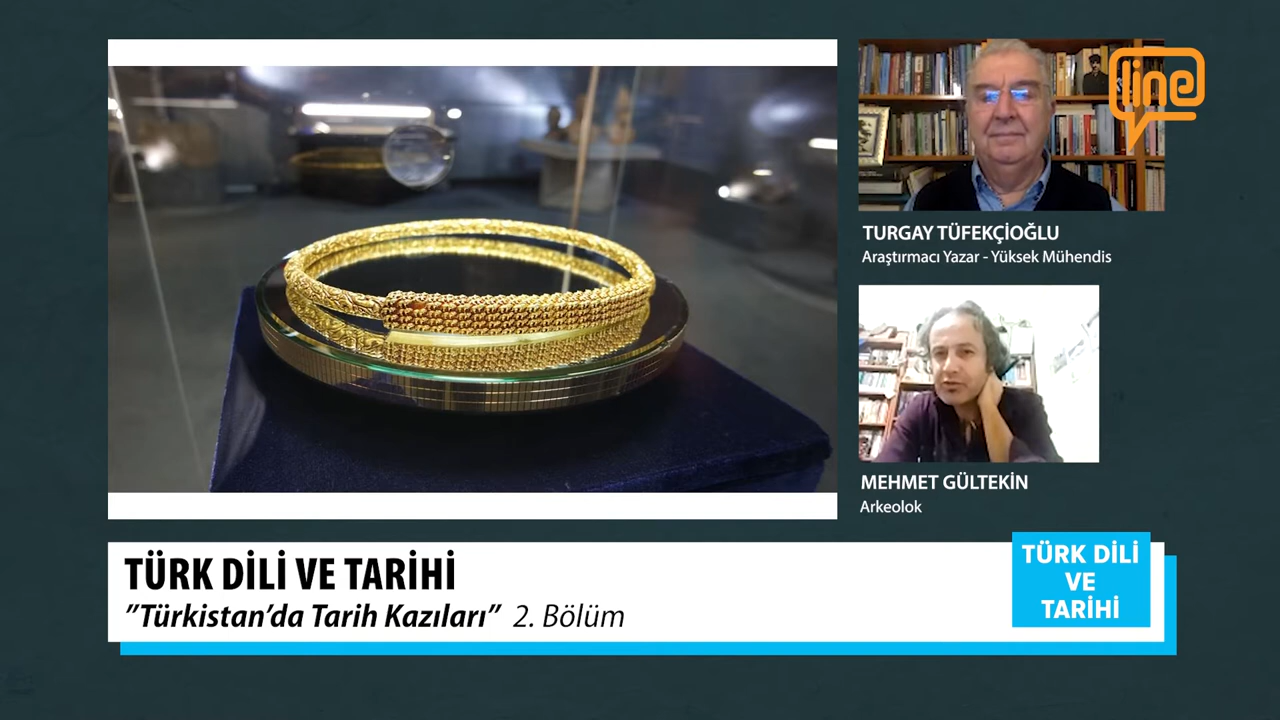 line
TURGAY TÜFEKÇİOĞLU
Araştırmacı Yazar - Yüksek Mühendis
MEHMET GÜLTEKİN
Arkeolok
TÜRK DİLİ VE TARİHİ
”Türkistan’da Tarih Kazıları” 2. Bölüm
TÜRK DİLİ
VE
TARİHİ